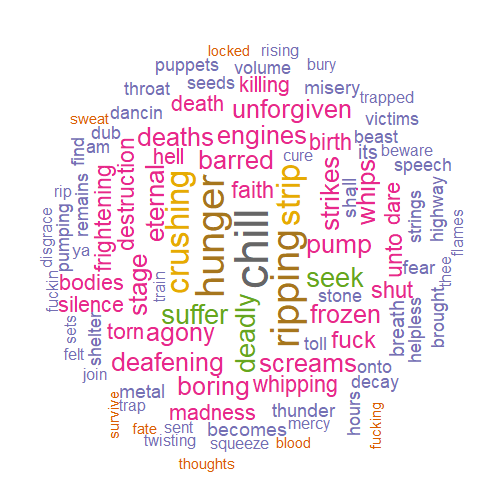 locked rising
puppets volume bury
throat seeds killing misery trapped
sweat dancin death unforgiven victims
dub deaths engines birth beast
find am hell barred cure its beware
remains frightening destruction eternal faith strikes shall whips speech
rip crushing hunger chill ripping strip dare strings highway
disgrace pumping ya stage train pump unto fear thee flames
fuckin bodies suffer deadly seek stone shut brought
silence frozen breath helpless
sets shelter torn agony toll fuck onto
felt deafening screams decay
join metal boring whipping hours
survive trap madness thunder mercy fucking
fate sent becomes
twisting squeeze blood
thoughts